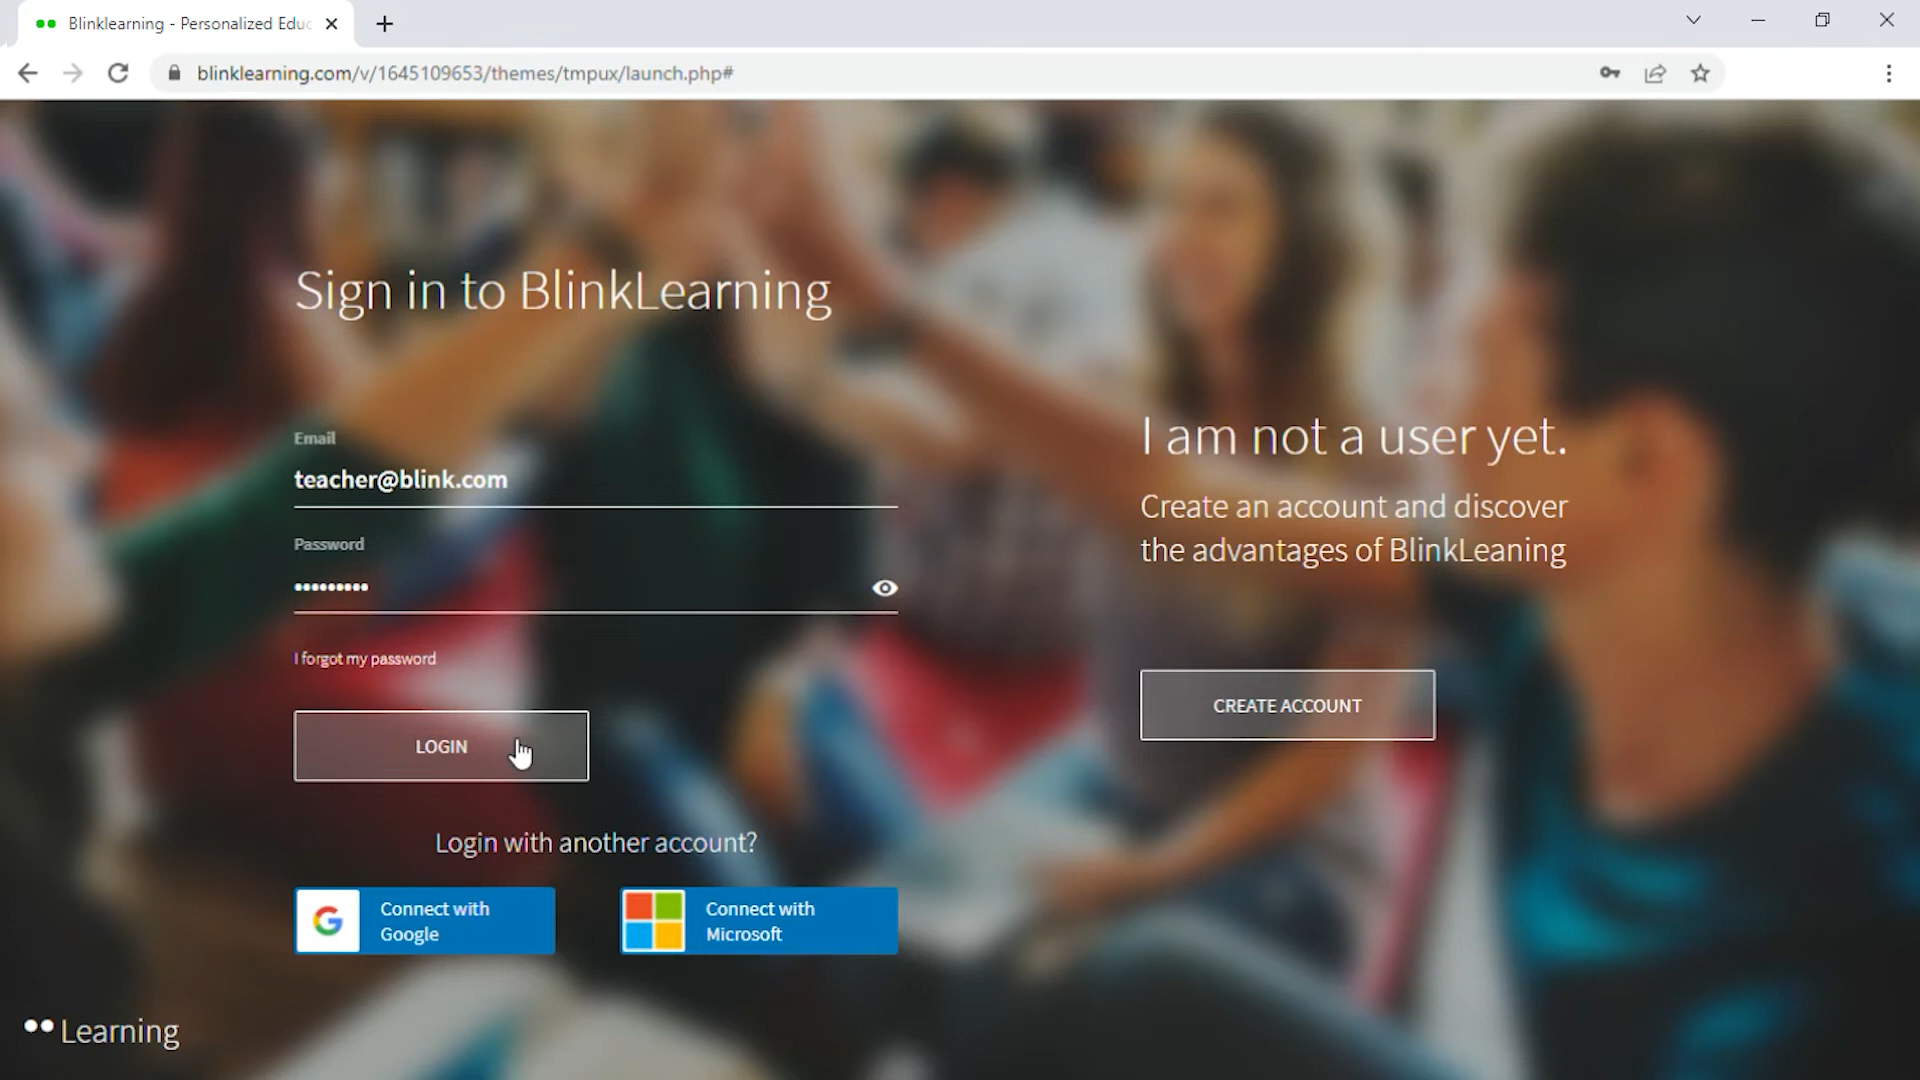 Blinklearning - Personalized Educ
blinklearning.com/v/1645109653/themes/tmpux/launch.php#
Sign in to BlinkLearning
Email
teacher@blink.com
Password
•••••••••
I forgot my password
LOGIN
Login with another account?
Connect with
Google
Connect with
Microsoft
I am not a user yet.
Create an account and discover
the advantages of BlinkLeaning
CREATE ACCOUNT
Learning